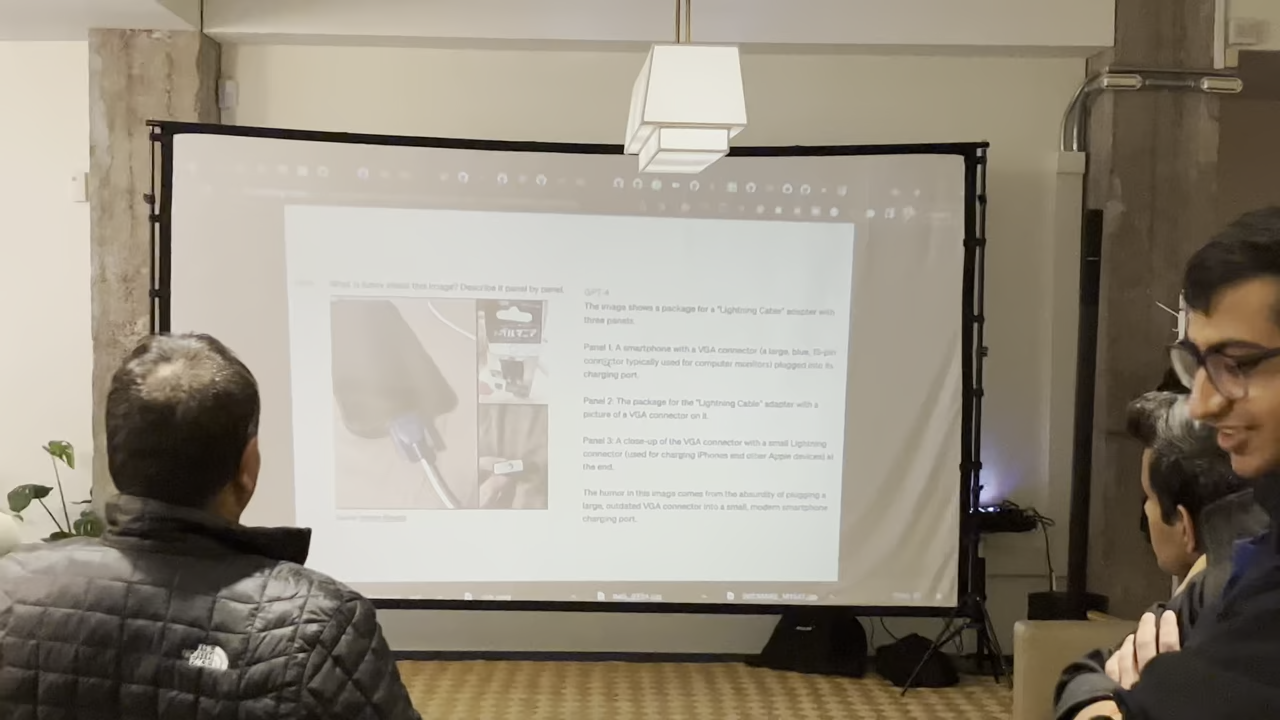 What is funny about this image? Describe it panel by panel.
GPT-4
The image shows a package for a "Lightning Cable" adapter with
three panels.
Panel 1: A smartphone with a VGA connector (a large, blue, 15-pin
connector typically used for computer monitors) plugged into its
charging port.
Panel 2: The package for the "Lightning Cable" adapter with a
picture of a VGA connector on it.
Panel 3: A close-up of the VGA connector with a small Lightning
connector (used for charging iPhones and other Apple devices) at
the end.
The humor in this image comes from the absurdity of plugging a
large, outdated VGA connector into a small, modern smartphone
charging port.
THE
NORTH
FACE